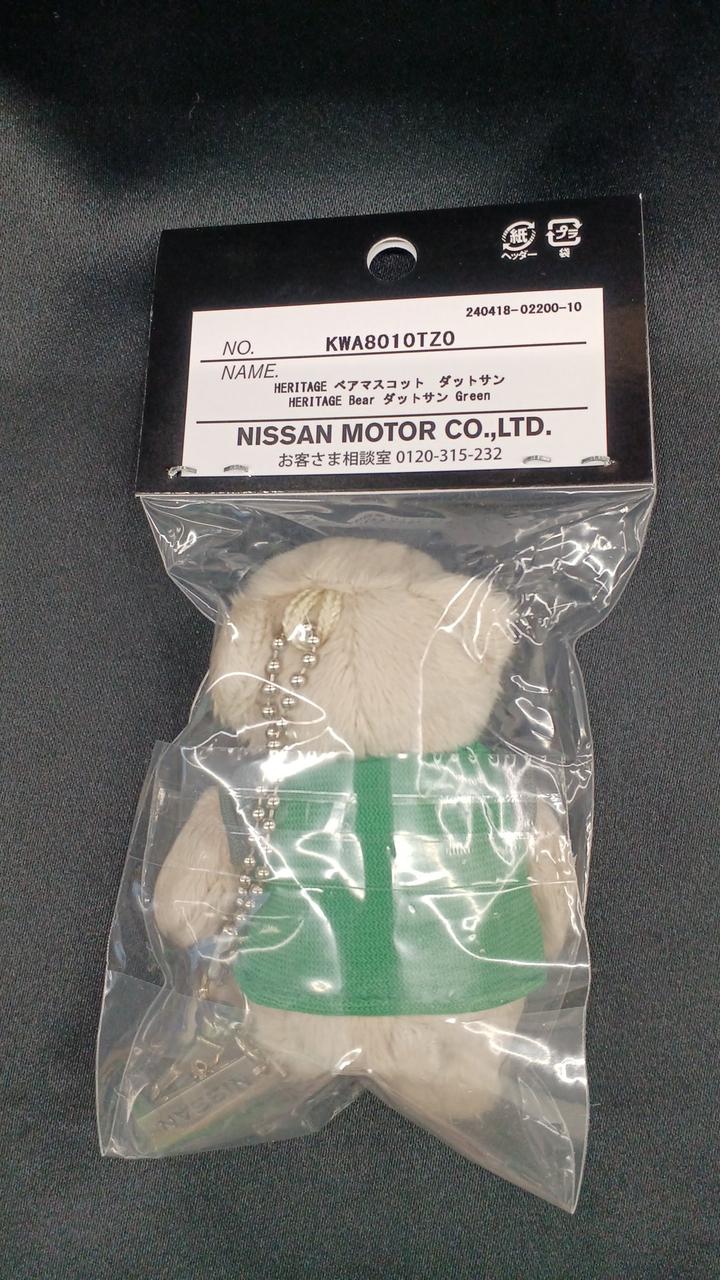 紙
ヘッダー
プラ
袋
240418-02200-10
NO. KWA8010TZ0
NAME.
HERITAGE ベアマスコット ダットサン
HERITAGE Bear ダットサン Green
NISSAN MOTOR CO.,LTD.
お客さま相談室 0120-315-232
NISSAN